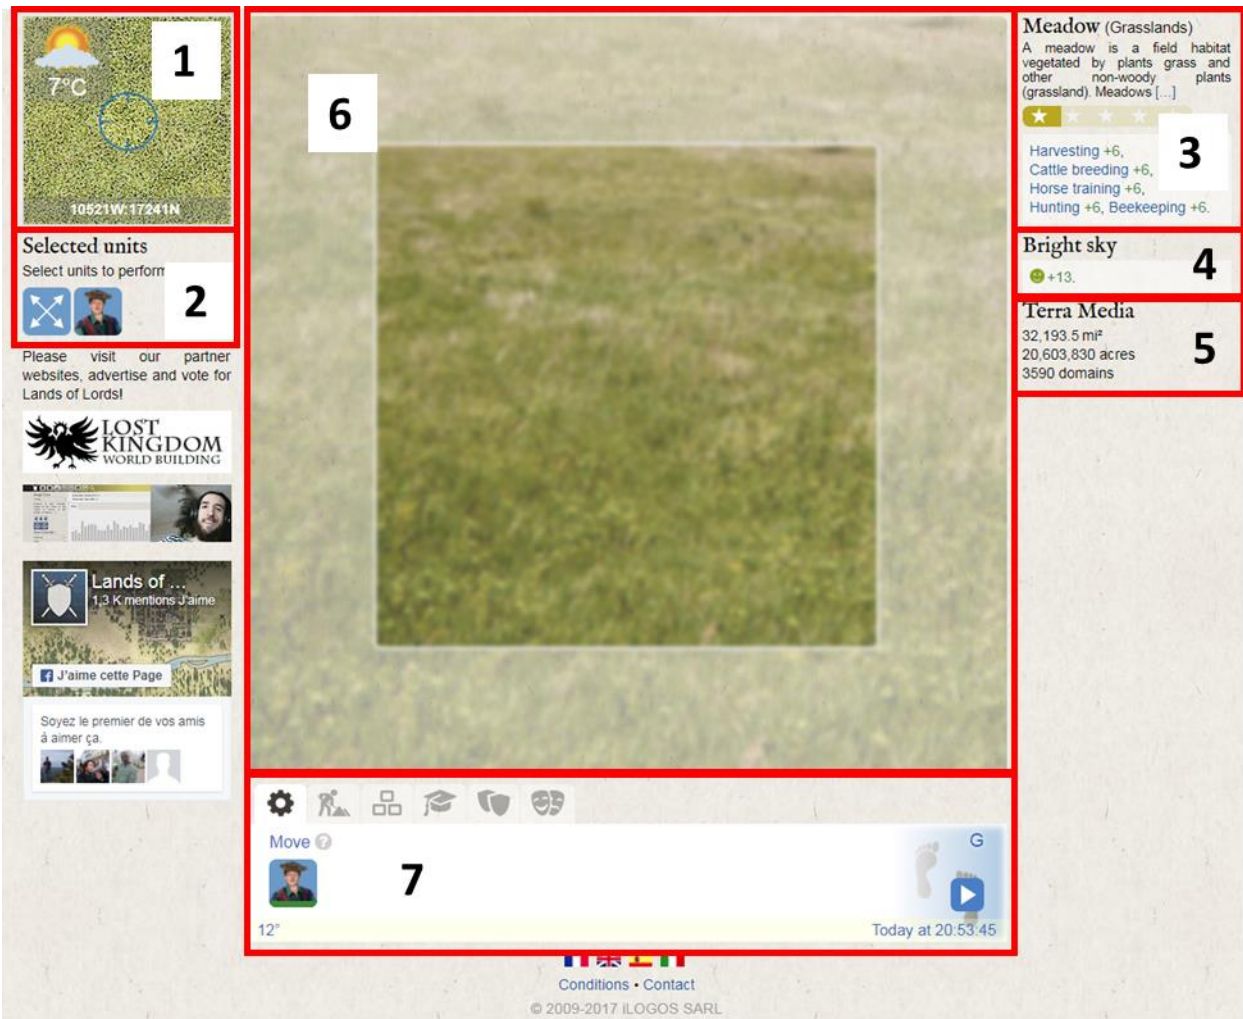 1
7°C
10521W:17241N
Selected units
Select units to perform
2
Please visit our partner
websites, advertise and vote for
Lands of Lords!
LOST
KINGDOM
WORLD BUILDING
Lands of ...
1,3 K mentions J'aime
J'aime cette Page
Soyez le premier de vos amis
à aimer ça.
6
Move ?
G
7
12°
Today at 20:53:45
Conditions • Contact
© 2009-2017 ILOGOS SARL
Meadow (Grasslands)
A meadow is a field habitat
vegetated by plants grass and
other non-woody plants
(grassland). Meadows [...]
3
Harvesting +6,
Cattle breeding +6,
Horse training +6,
Hunting +6, Beekeeping +6.
Bright sky
+13.
4
Terra Media
32,193.5 mi²
20,603,830 acres
3590 domains
5